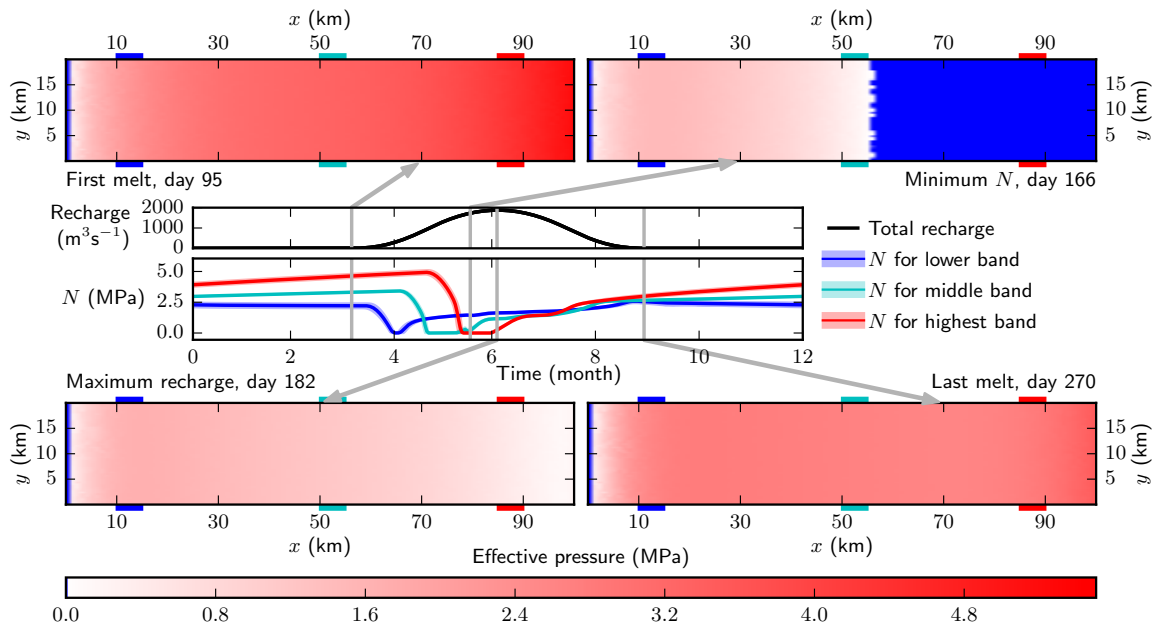 x (km)
x (km)
10 30 50 70 90
10 30 50 70 90
y (km)
15
10
5
15
10
5
y (km)
First melt, day 95
Minimum N, day 166
Recharge
(m³s⁻¹)
2000
1000
0
Total recharge
N for lower band
N for middle band
N for highest band
N (MPa)
5.0
2.5
0.0
0 2 4 6 8 10 12
Time (month)
Maximum recharge, day 182
Last melt, day 270
y (km)
15
10
5
15
10
5
y (km)
10 30 50 70 90
10 30 50 70 90
x (km)
x (km)
Effective pressure (MPa)
0.0 0.8 1.6 2.4 3.2 4.0 4.8